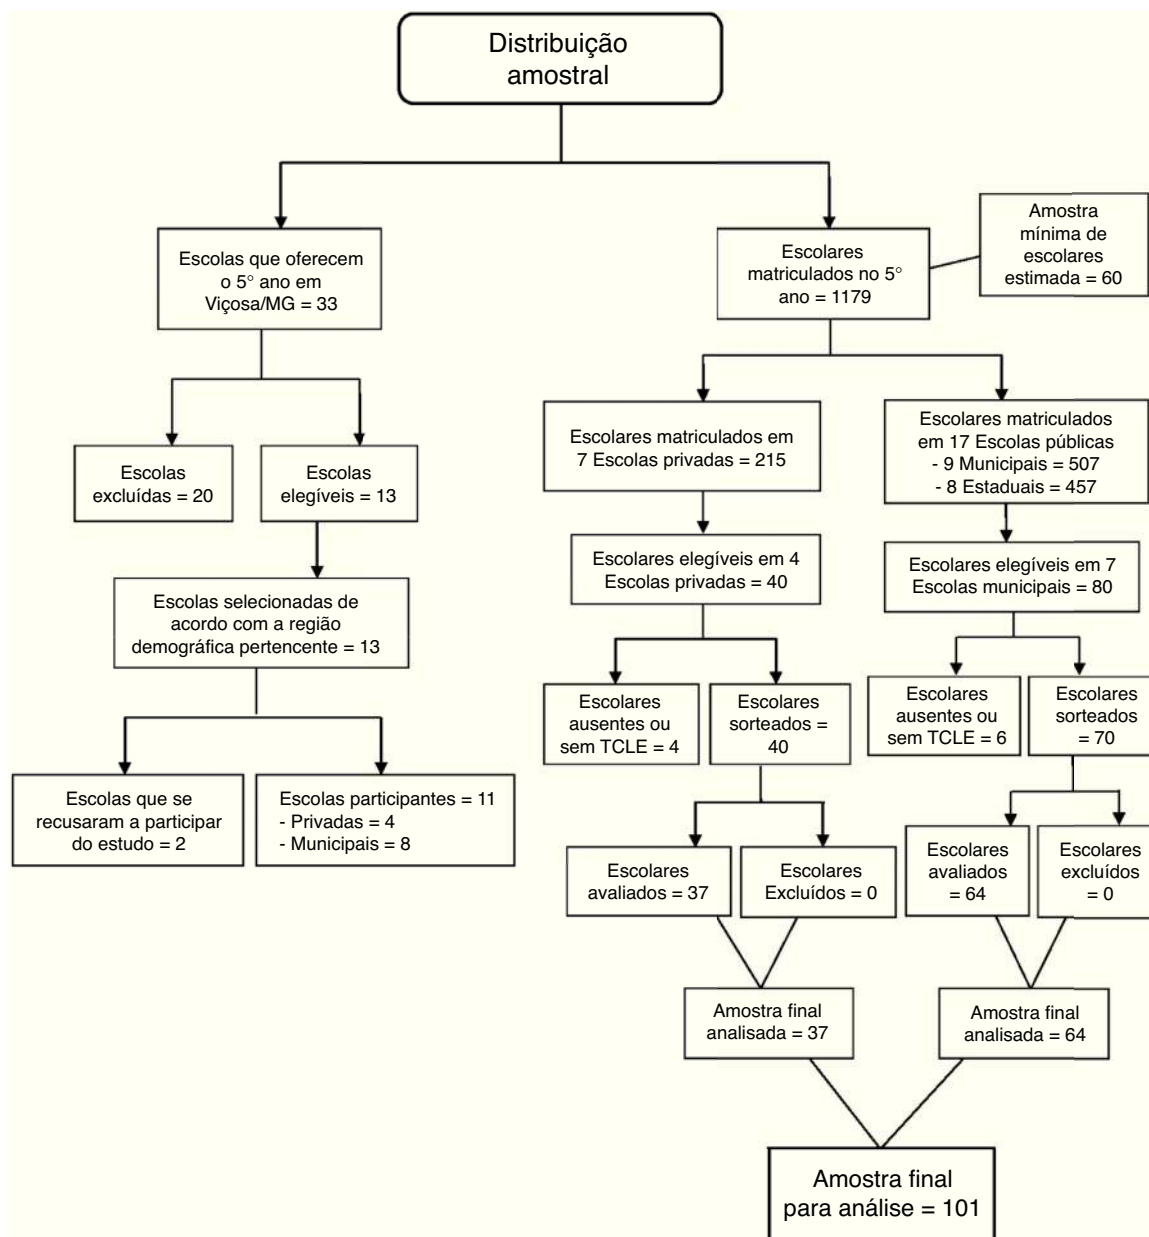 Distribuição
amostral
Escolas que oferecem
o 5° ano em
Viçosa/MG = 33
Escolares
matriculados no 5°
ano = 1179
Amostra
mínima de
escolares
estimada = 60
Escolas
excluídas = 20
Escolas
elegíveis = 13
Escolares matriculados em
7 Escolas privadas = 215
Escolares matriculados
em 17 Escolas públicas
- 9 Municipais = 507
- 8 Estaduais = 457
Escolas selecionadas de
acordo com a região
demográfica pertencente = 13
Escolares elegíveis em 4
Escolas privadas = 40
Escolares elegíveis em 7
Escolas municipais = 80
Escolas que se
recusaram a participar
do estudo = 2
Escolas participantes = 11
- Privadas = 4
- Municipais = 8
Escolares
ausentes ou
sem TCLE = 4
Escolares
sorteados =
40
Escolares
ausentes ou
sem TCLE = 6
Escolares
sorteados
= 70
Escolares
avaliados = 37
Escolares
Excluídos = 0
Escolares
avaliados
= 64
Escolares
excluídos
= 0
Amostra final
analisada = 37
Amostra final
analisada = 64
Amostra final
para análise = 101